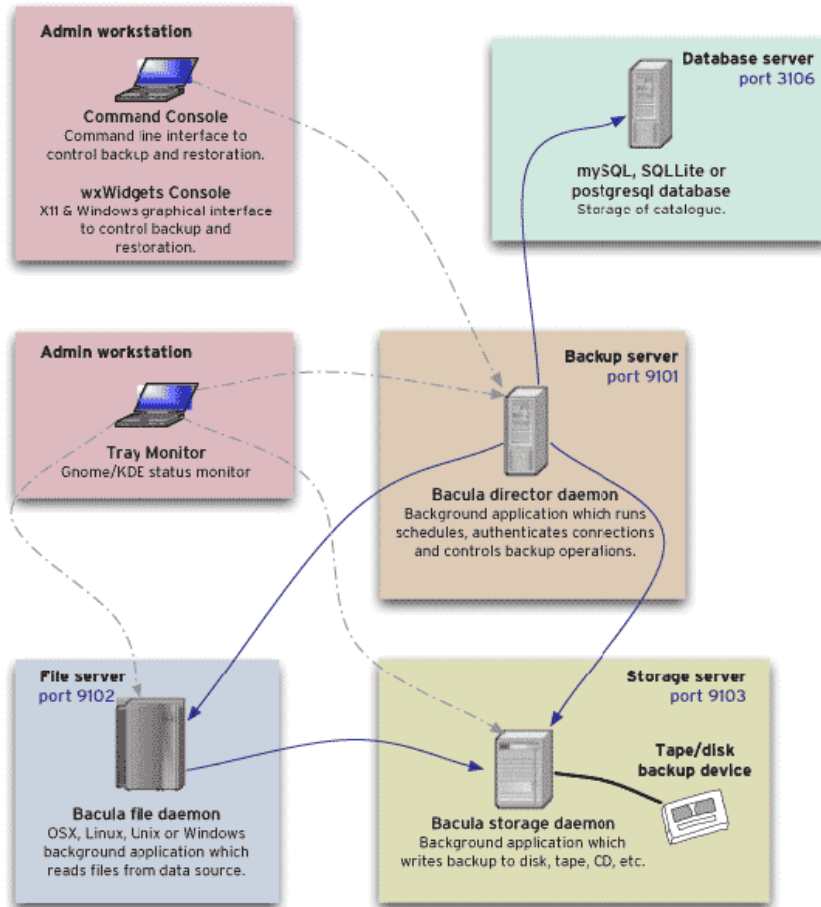 Admin workstation
Command Console
Command line interface to
control backup and restoration.
wxWidgets Console
X11 & Windows graphical interface
to control backup and
restoration.
Database server
port 3106
mySQL, SQLLite or
postgresql database
Storage of catalogue.
Admin workstation
Tray Monitor
Gnome/KDE status monitor
Backup server
port 9101
Bacula director daemon
Background application which runs
schedules, authenticates connections
and controls backup operations.
File server
port 9102
Bacula file daemon
OSX, Linux, Unix or Windows
background application which
reads files from data source.
Storage server
port 9103
Tape/disk
backup device
Bacula storage daemon
Background application which
writes backup to disk, tape, CD, etc.